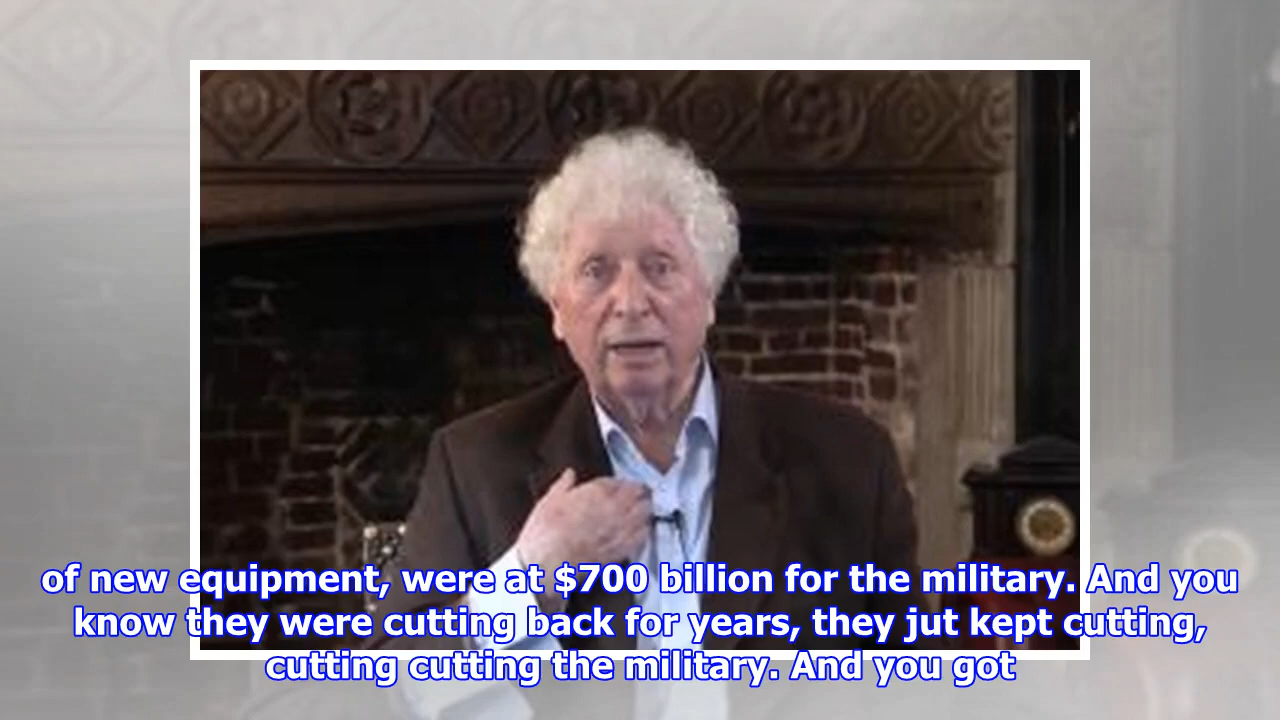 of new equipment, were at $700 billion for the military. And you
know they were cutting back for years, they jut kept cutting,
cutting cutting the military. And you got